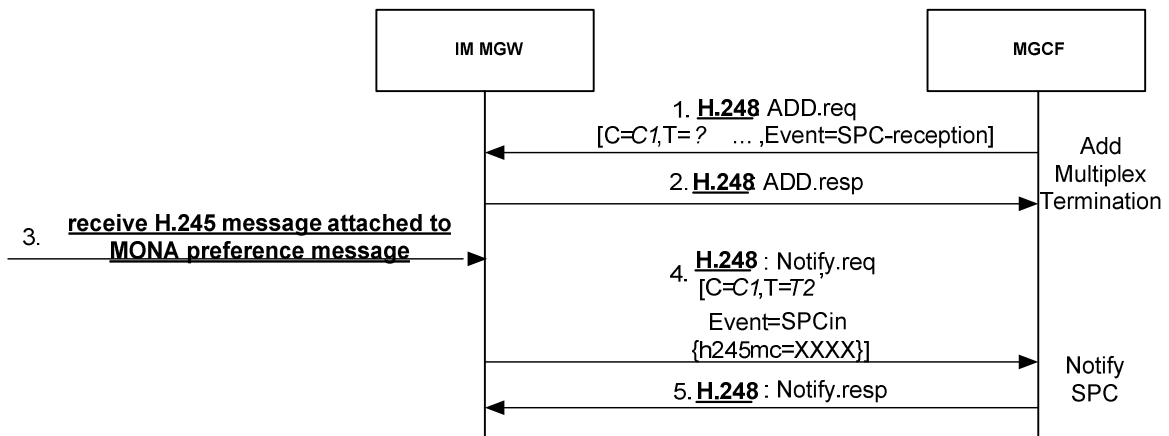 IM MGW
MGCF
1. H.248: ADD.req
[C=C1,T=? ... ,Event=SPC-reception]
Add
Multiplex
Termination
2. H.248: ADD.resp
3. receive H.245 message attached to
MONA preference message
4. H.248 : Notify.req
[C=C1,T=T2,
Event=SPCin
{h245mc=XXXX}]
Notify
SPC
5. H.248 : Notify.resp